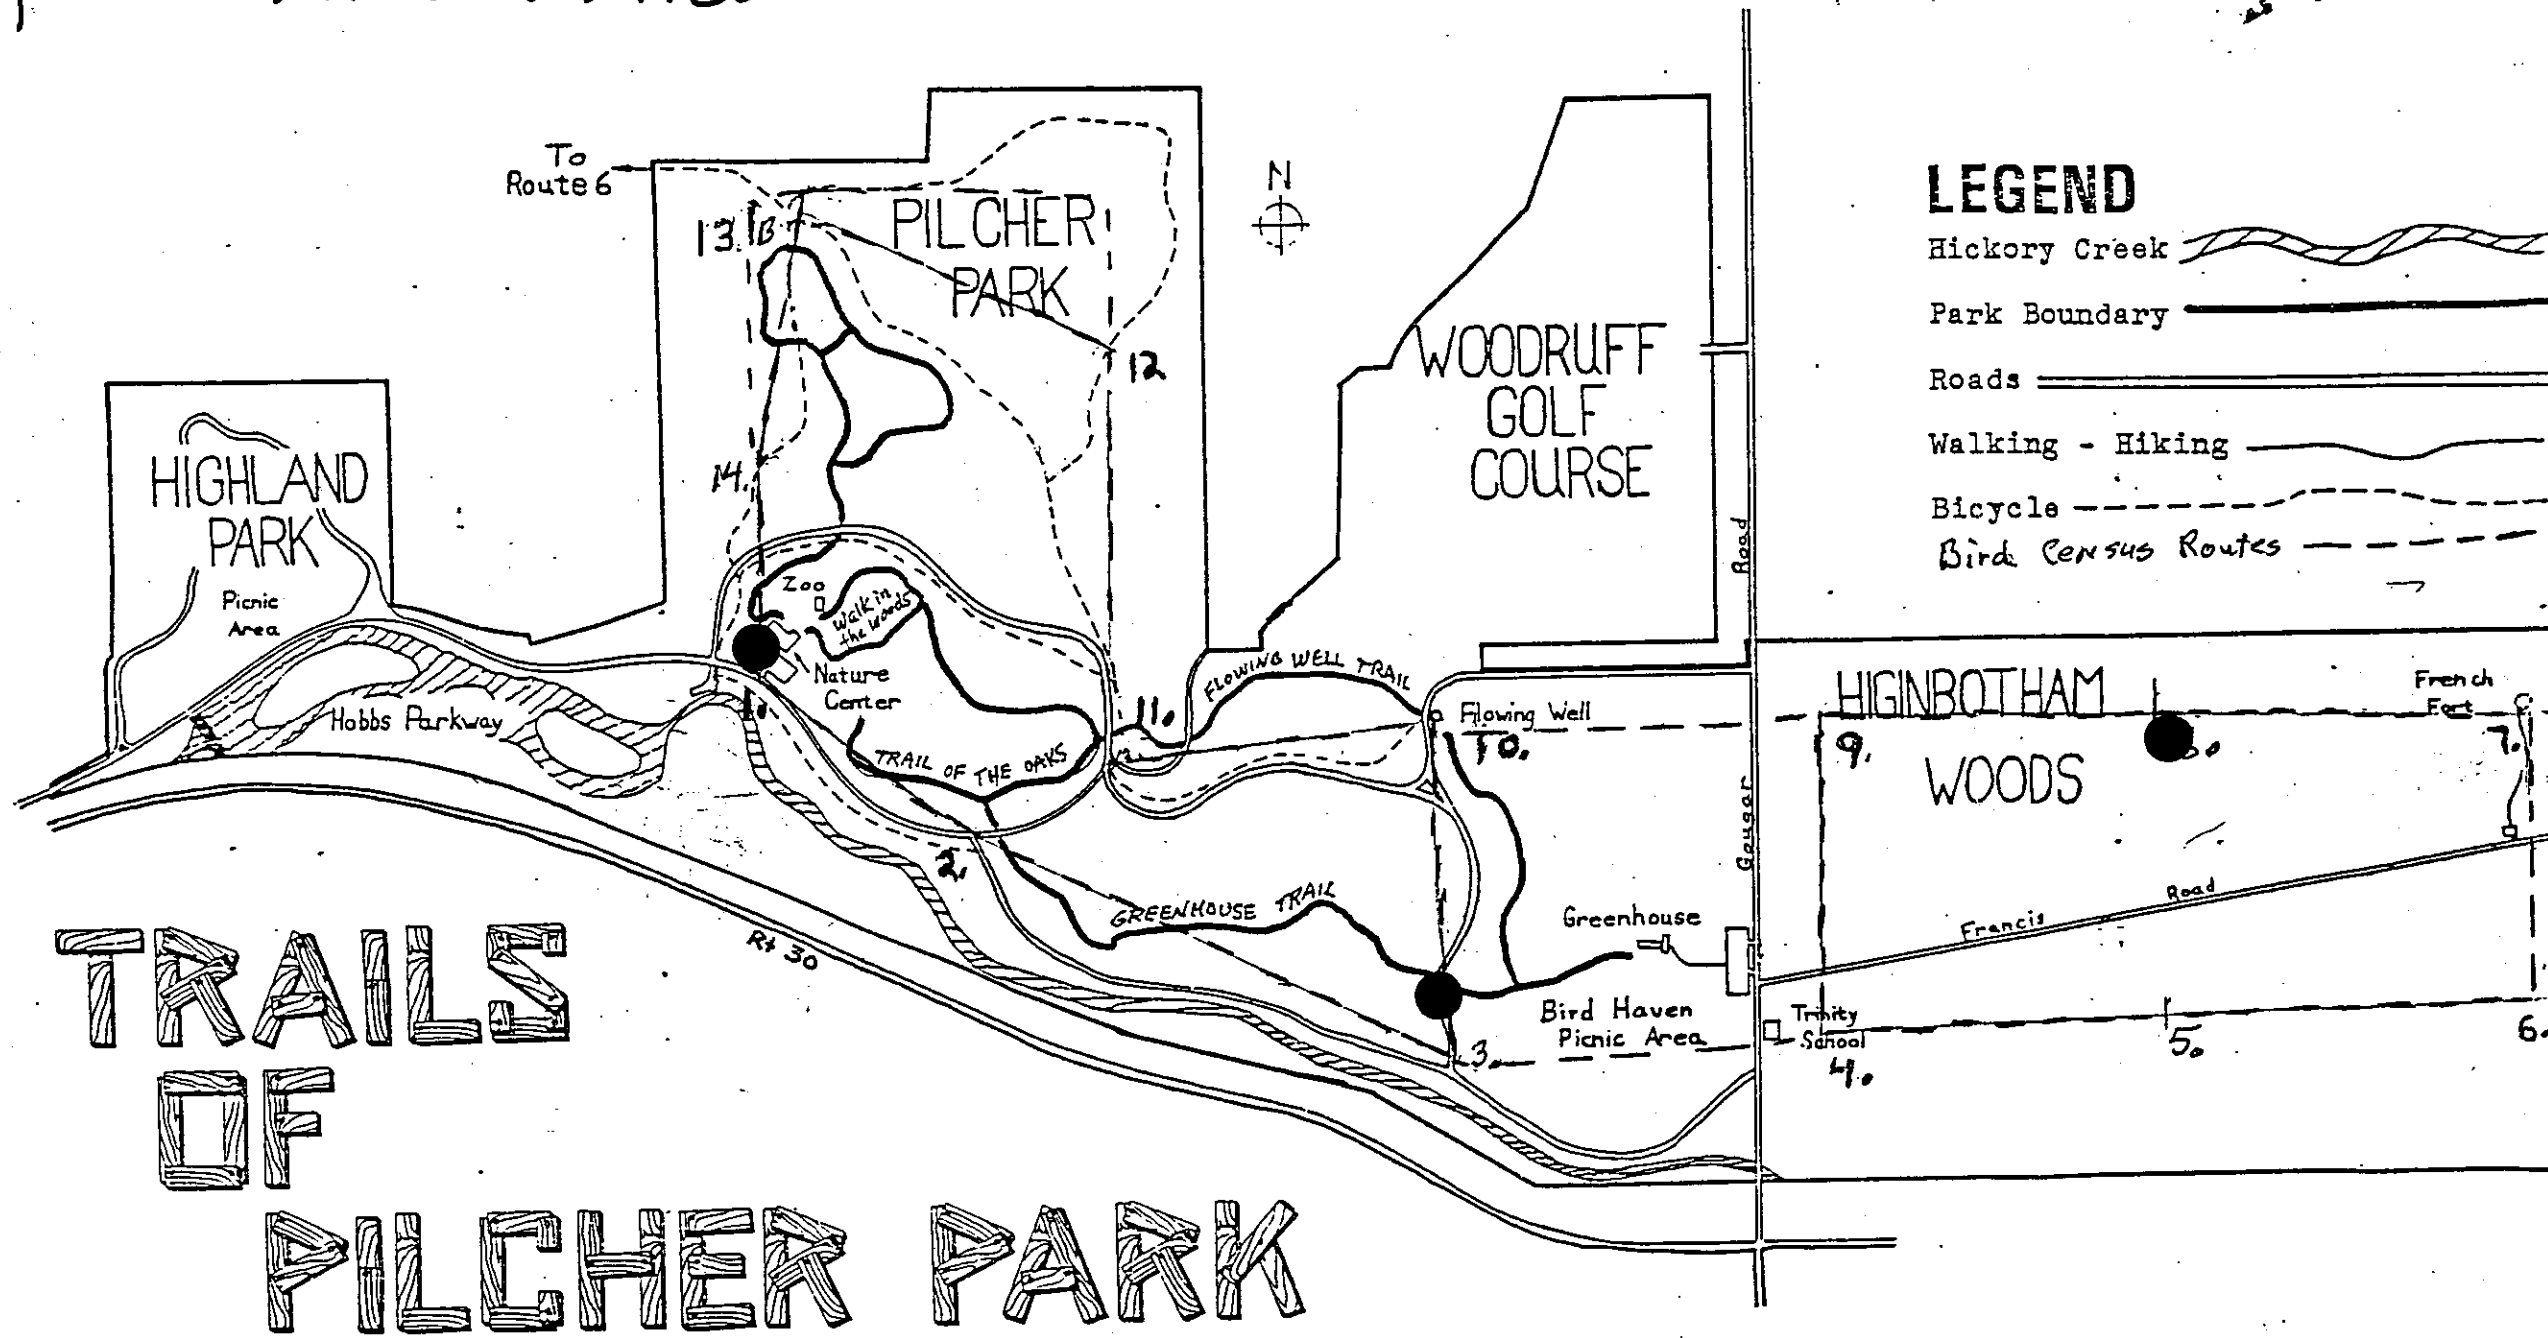 To
Route 6
N
PILCHER
PARK
13.
B
12
14.
WOODRUFF
GOLF
COURSE
HIGHLAND
PARK
Picnic
Area
Zoo
Walk in
the woods
Nature
Center
Hobbs Parkway
1.
TRAIL OF THE OAKS
11.
FLOWING WELL TRAIL
Flowing Well
10.
2.
GREENHOUSE TRAIL
Greenhouse
Bird Haven
Picnic Area
3.
Rt 30
Gougar
Road
HIGINBOTHAM
WOODS
French
Fort
9.
7.
Francis
Road
Trinity
School
4.
5.
6.
LEGEND
Hickory Creek
Park Boundary
Roads
Walking - Hiking
Bicycle
Bird Census Routes
TRAILS
OF
PILCHER PARK